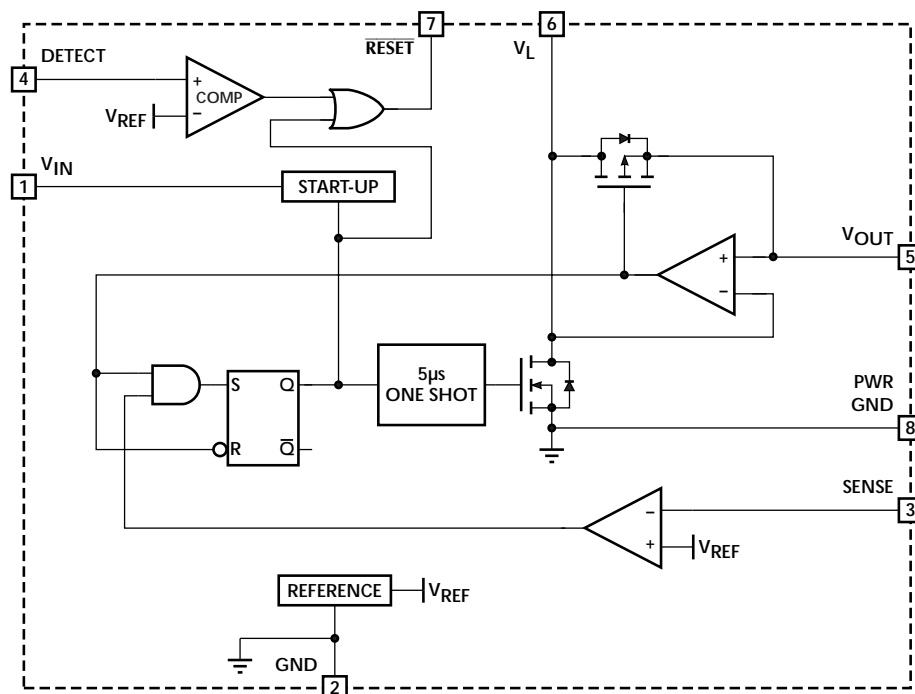 7
6
RESET
VL
4
DETECT
+
COMP
−
VREF
1
VIN
START-UP
VOUT
5
+
−
S
Q
R
Q
5µs
ONE SHOT
PWR
GND
8
SENSE
3
−
+
VREF
REFERENCE
VREF
GND
2